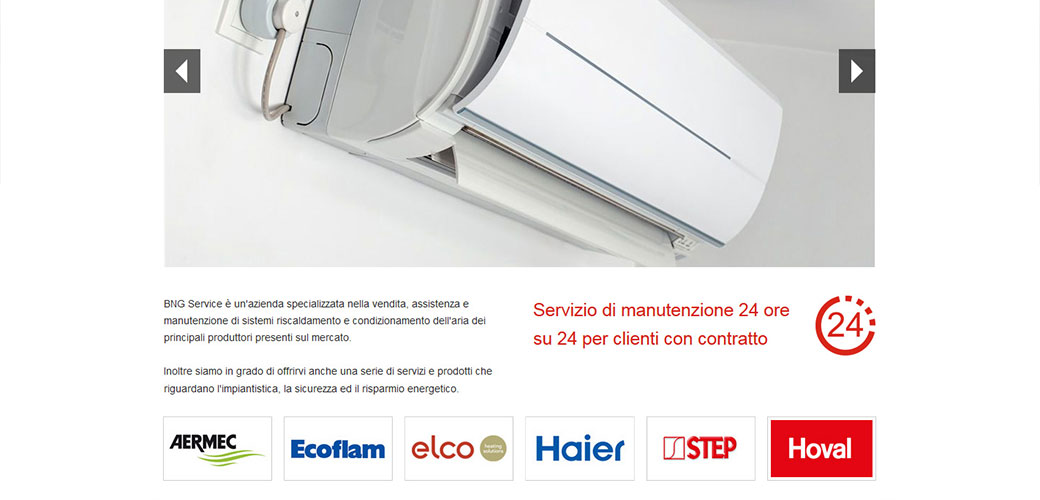 BNG Service è un'azienda specializzata nella vendita, assistenza e
manutenzione di sistemi riscaldamento e condizionamento dell'aria dei
principali produttori presenti sul mercato.
Inoltre siamo in grado di offrirvi anche una serie di servizi e prodotti che
riguardano l'impiantistica, la sicurezza ed il risparmio energetico.
Servizio di manutenzione 24 ore
su 24 per clienti con contratto
24
AERMEC
Ecoflam
elco
heating
solutions
Haier
STEP
Hoval